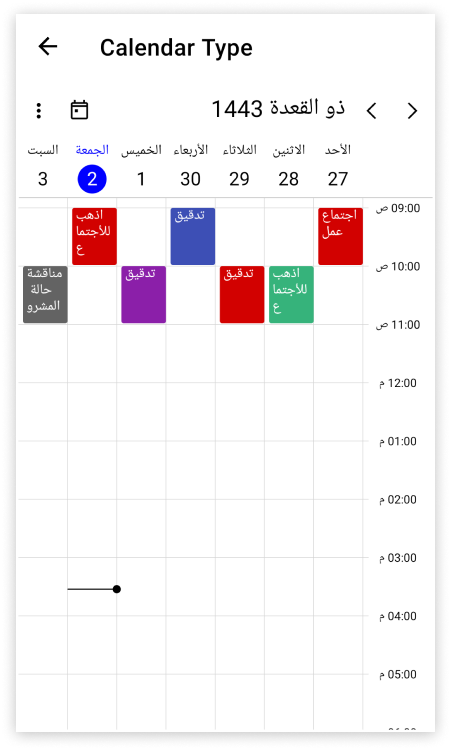 Calendar Type
ذو القعدة 1443
الأحد الاثنين الثلاثاء الأربعاء الخميس الجمعة السبت
27 28 29 30 1 2 3
09:00 ص
اجتماع
عمل
تدقيق
اذهب
للأجتما
ع
10:00 ص
اذهب
للأجتما
ع
تدقيق
تدقيق
مناقشة
حالة
المشرو
11:00 ص
12:00 م
01:00 م
02:00 م
03:00 م
04:00 م
05:00 م